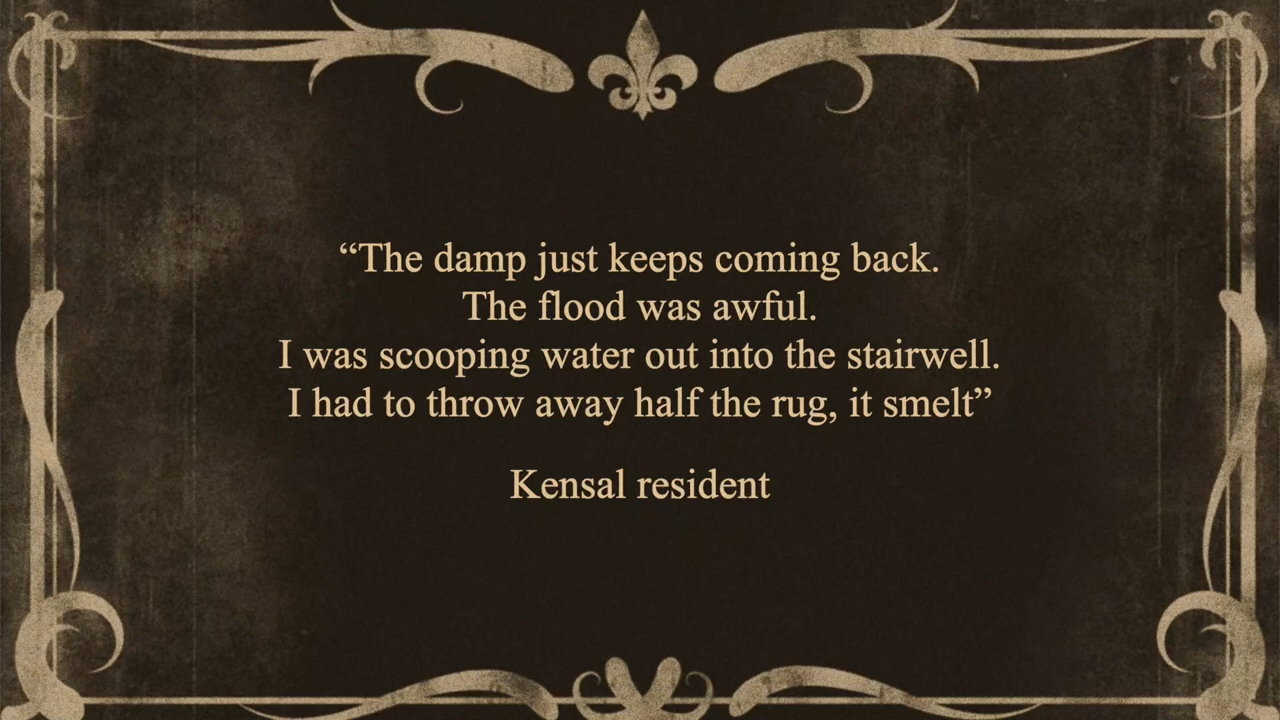 “The damp just keeps coming back.
The flood was awful.
I was scooping water out into the stairwell.
I had to throw away half the rug, it smelt”
Kensal resident